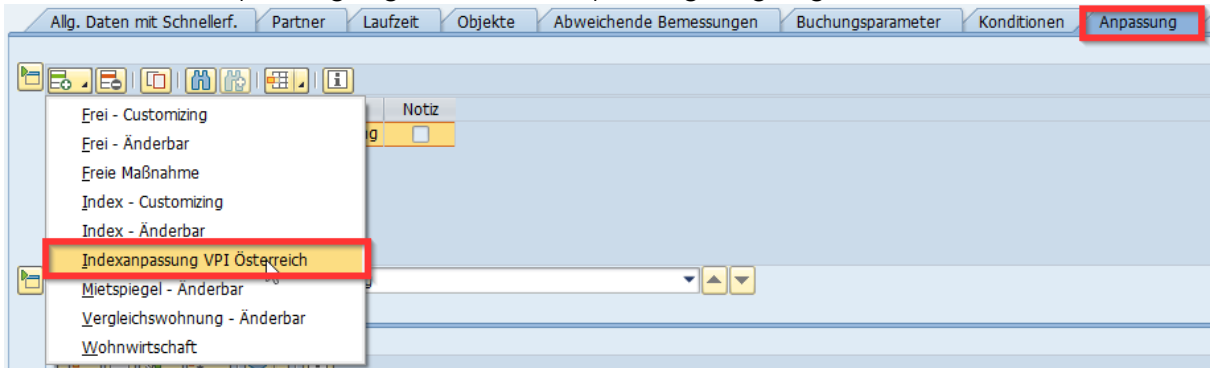 Allg. Daten mit Schnellerf. Partner Laufzeit Objekte Abweichende Bemessungen Buchungsparameter Konditionen Anpassung
Notiz
Frei - Customizing
Frei - Änderbar
Freie Maßnahme
Index - Customizing
Index - Änderbar
Indexanpassung VPI Österreich
Mietspiegel - Änderbar
Vergleichswohnung - Änderbar
Wohnwirtschaft